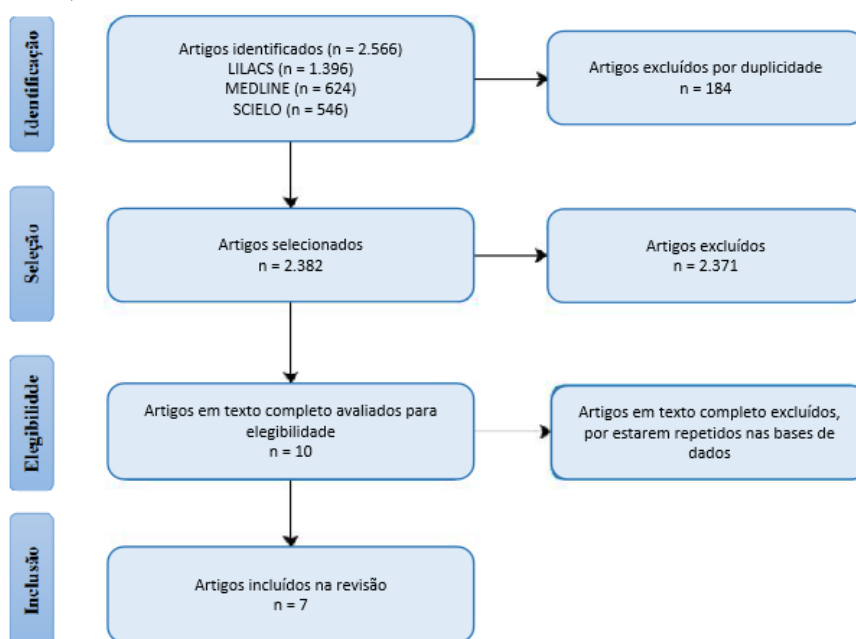 Identificação
Artigos identificados (n = 2.566)
LILACS (n = 1.396)
MEDLINE (n = 624)
SCIELO (n = 546)
Artigos excluídos por duplicidade
n = 184
Seleção
Artigos selecionados
n = 2.382
Artigos excluídos
n = 2.371
Elegibilidde
Artigos em texto completo avaliados para
elegibilidade
n = 10
Artigos em texto completo excluídos,
por estarem repetidos nas bases de
dados
Inclusão
Artigos incluídos na revisão
n = 7